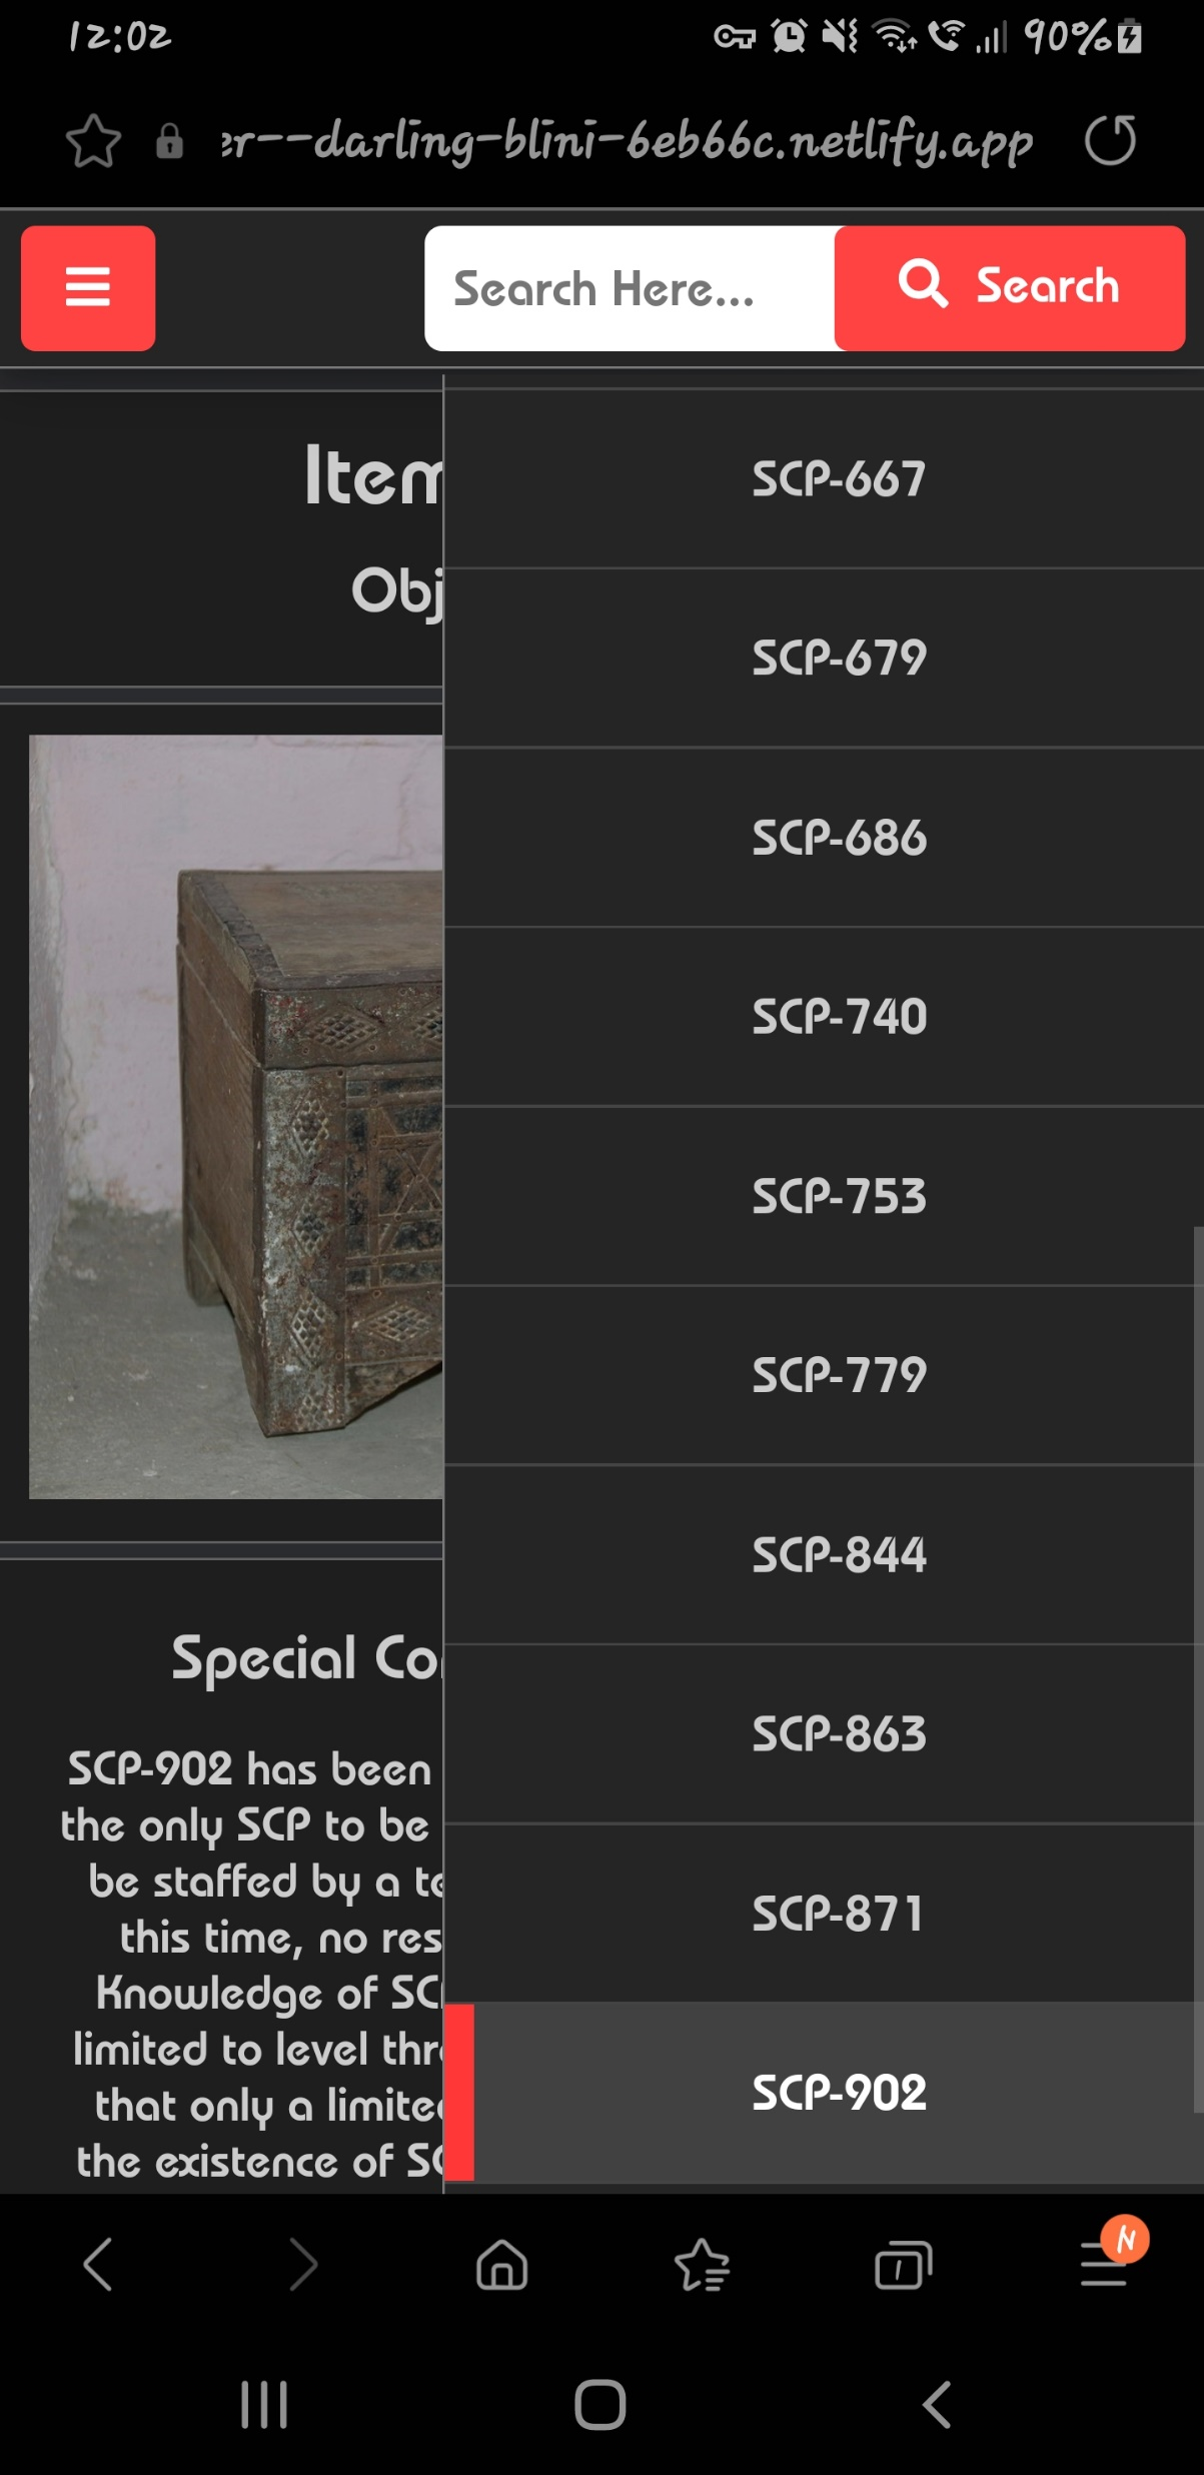 12:02
90%
er--darling-blini-6eb66c.netlify.app
Search Here...
Search
Item
Obj
SCP-667
SCP-679
SCP-686
SCP-740
SCP-753
SCP-779
SCP-844
SCP-863
SCP-871
SCP-902
Special Co
SCP-902 has been
the only SCP to be
be staffed by a te
this time, no res
Knowledge of SC
limited to level thre
that only a limited
the existence of SC
1
N